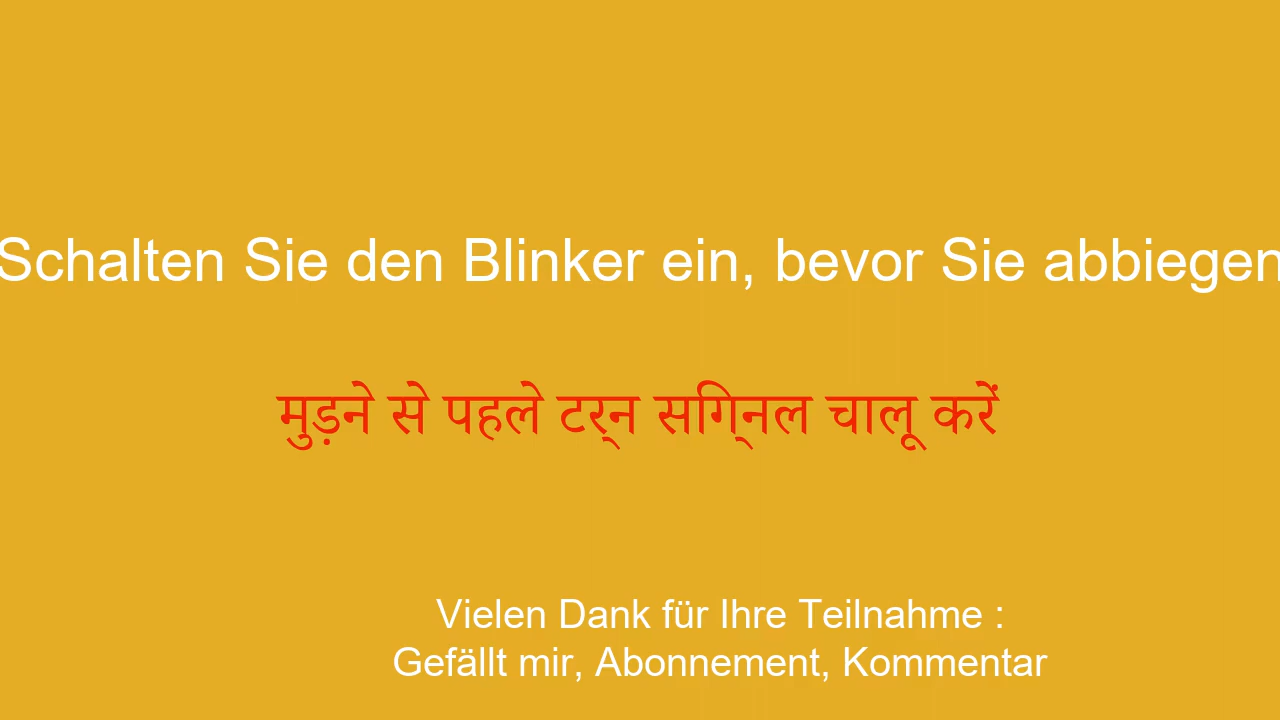 Schalten Sie den Blinker ein, bevor Sie abbiegen
मुड़ने से पहले टर्न सिग्नल चालू करें
Vielen Dank für Ihre Teilnahme :
Gefällt mir, Abonnement, Kommentar